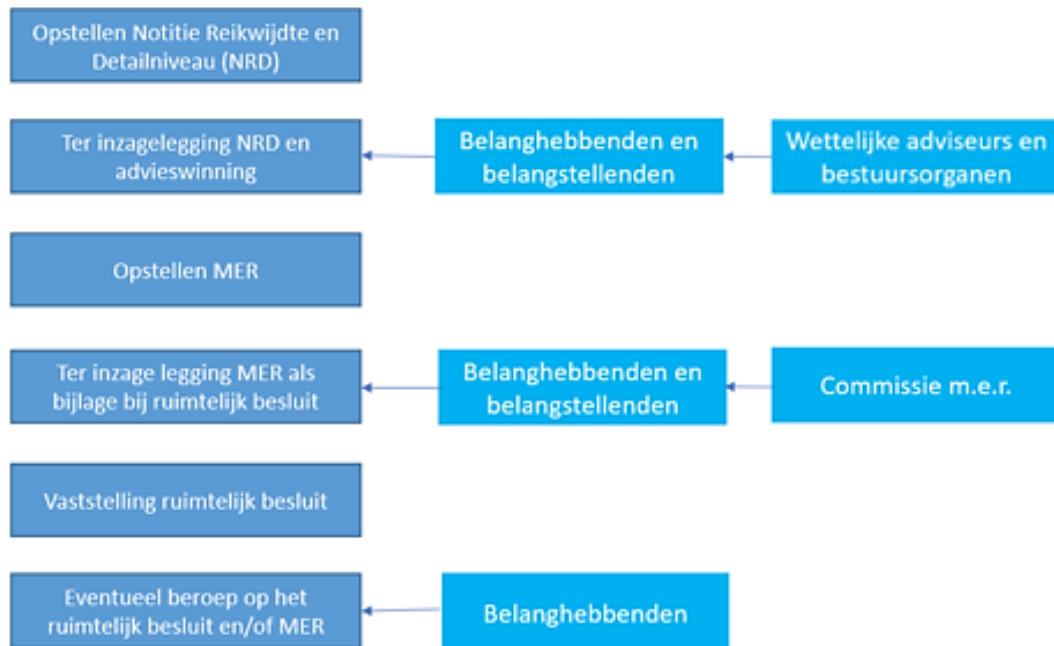 Opstellen Notitie Reikwijdte en
Detailniveau (NRD)
Ter inzagelegging NRD en
advieswinning
Belanghebbenden en
belangstellenden
Wettelijke adviseurs en
bestuursorganen
Opstellen MER
Ter inzage legging MER als
bijlage bij ruimtelijk besluit
Belanghebbenden en
belangstellenden
Commissie m.e.r.
Vaststelling ruimtelijk besluit
Eventueel beroep op het
ruimtelijk besluit en/of MER
Belanghebbenden